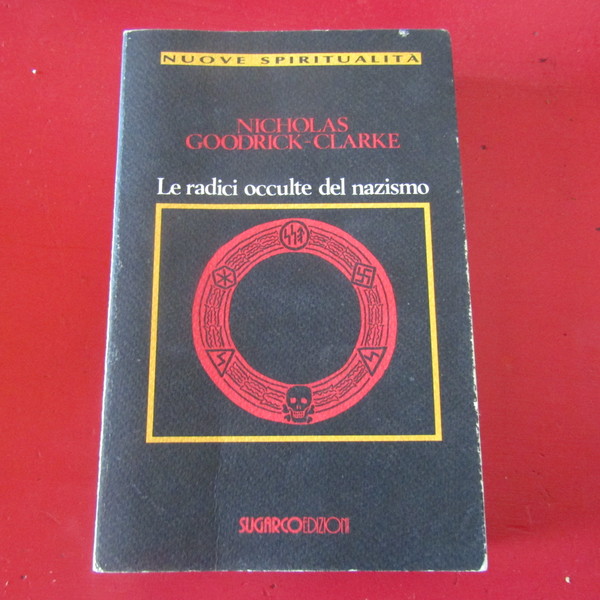 NUOVE SPIRITUALITÀ
NICHOLAS
GOODRICK-CLARKE
Le radici occulte del nazismo
SUGARCOEDIZIONI